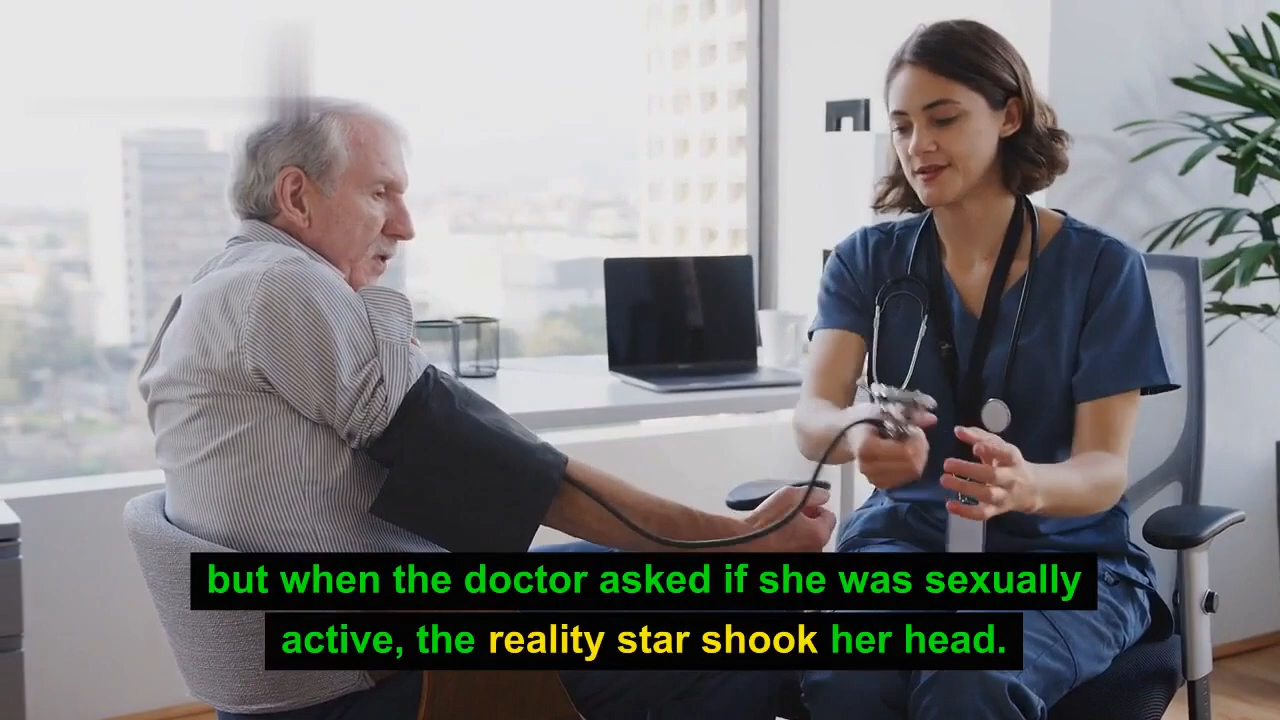 but when the doctor asked if she was sexually
active, the reality star shook her head.